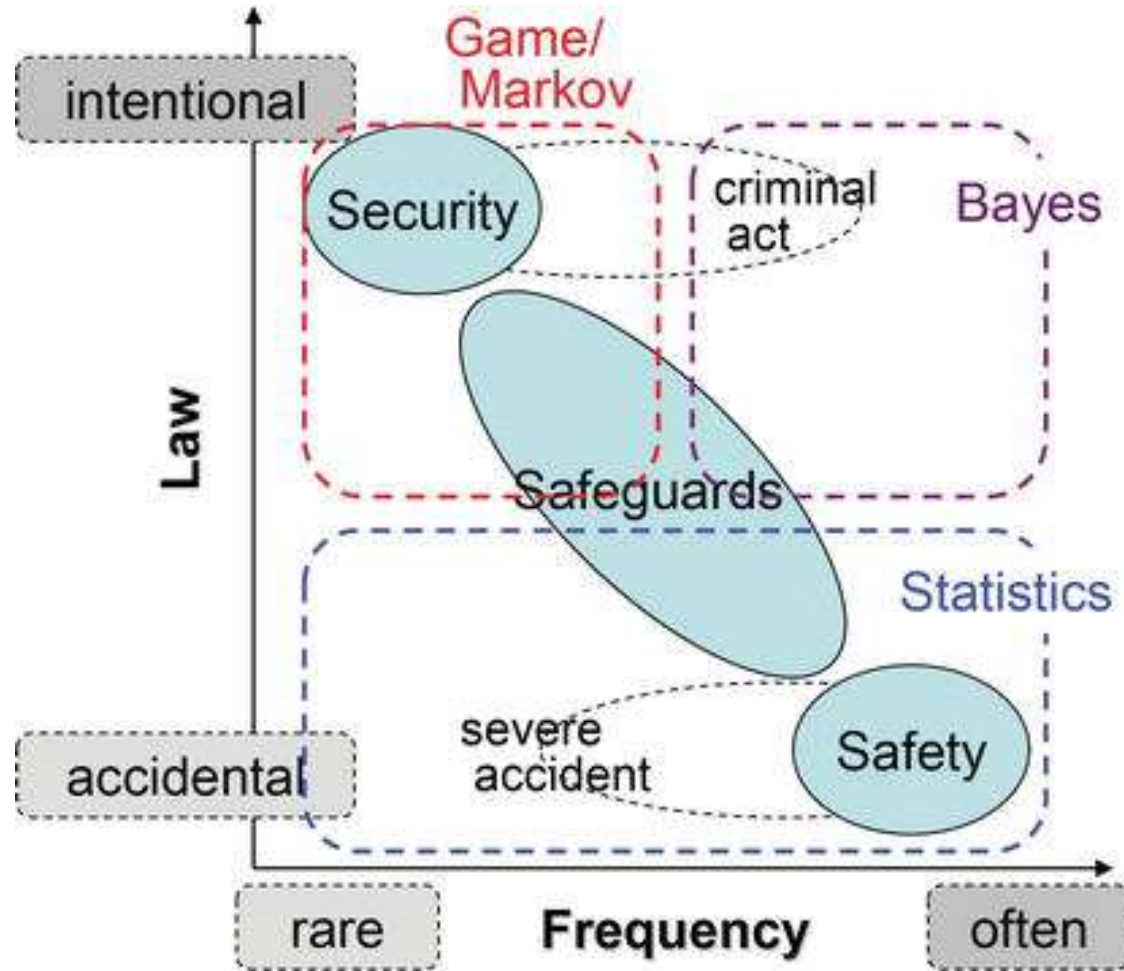 Game/
Markov
intentional
Security
criminal
act
Bayes
Law
Safeguards
Statistics
severe
accident
Safety
accidental
rare
Frequency
often